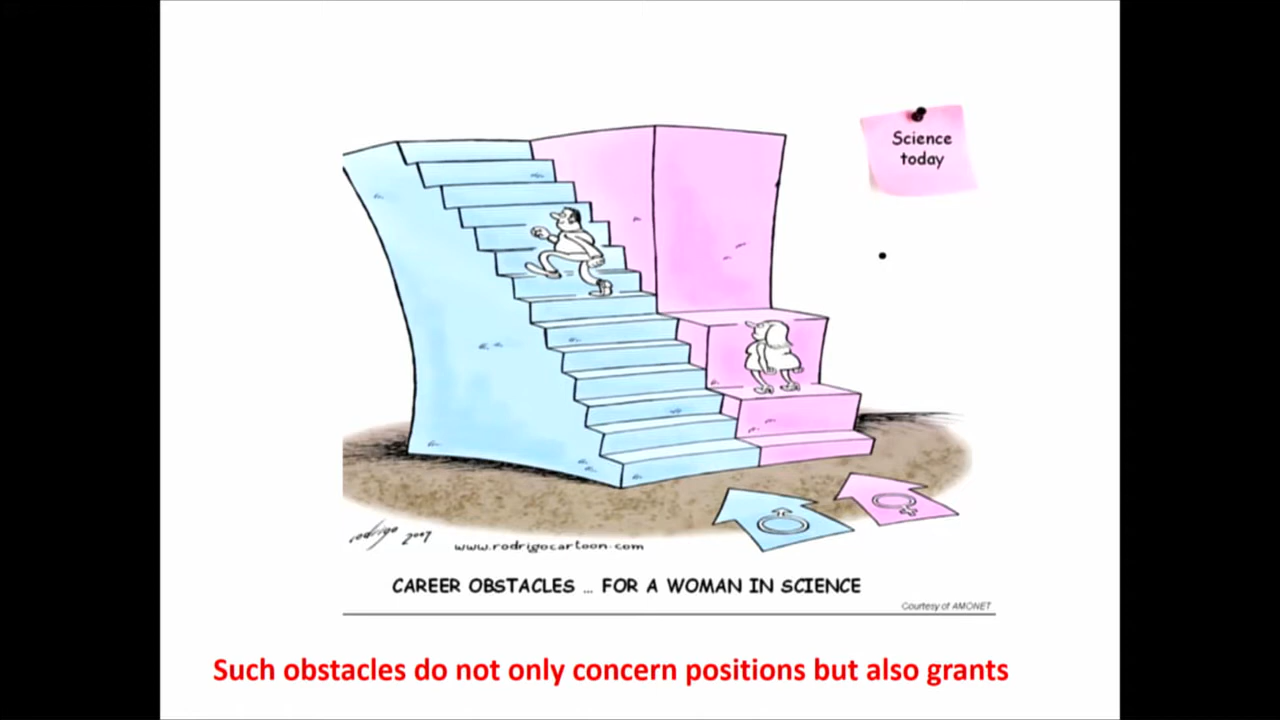 Science
today
rodrigo 2007
www.rodrigocartoon.com
CAREER OBSTACLES ... FOR A WOMAN IN SCIENCE
Courtesy of AMONET
Such obstacles do not only concern positions but also grants